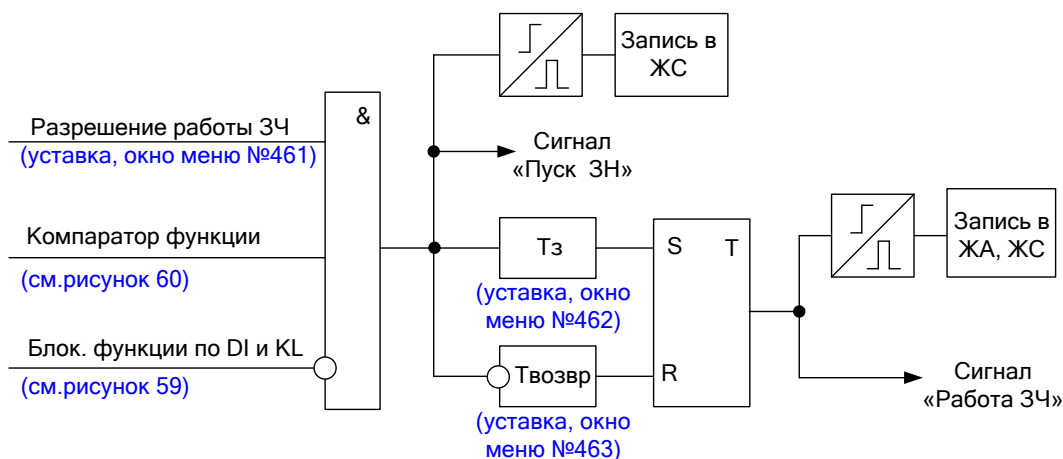 Запись в
ЖС
&
Разрешение работы ЗЧ
(уставка, окно меню №461)
Сигнал
«Пуск ЗН»
Компаратор функции
(см.рисунок 60)
Тз
(уставка, окно
меню №462)
S T
Запись в
ЖА, ЖС
Блок. функции по DI и KL
(см.рисунок 59)
Твозвр
(уставка, окно
меню №463)
R
Сигнал
«Работа ЗЧ»